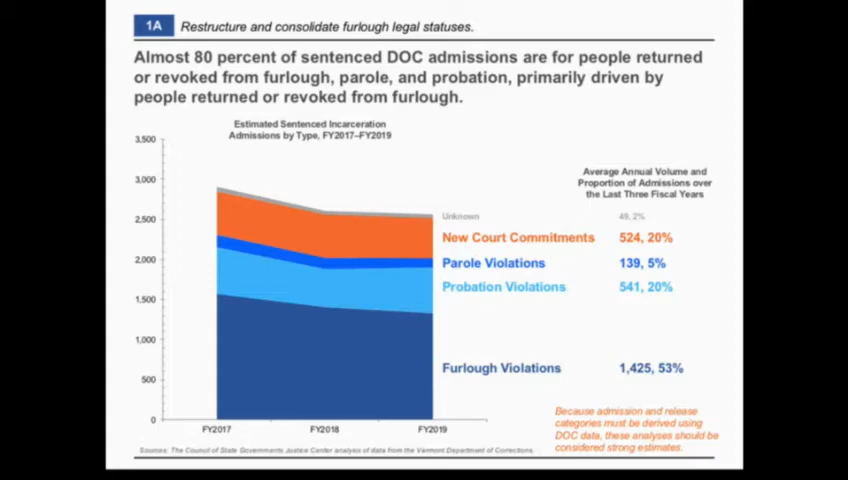 1A Restructure and consolidate furlough legal statuses.
Almost 80 percent of sentenced DOC admissions are for people returned
or revoked from furlough, parole, and probation, primarily driven by
people returned or revoked from furlough.
Estimated Sentenced Incarceration
Admissions by Type, FY2017–FY2019
3,500
3,000
2,500
2,000
1,500
1,000
500
0
FY2017 FY2018 FY2019
Average Annual Volume and
Proportion of Admissions over
the Last Three Fiscal Years
Unknown 49, 2%
New Court Commitments 524, 20%
Parole Violations 139, 5%
Probation Violations 541, 20%
Furlough Violations 1,425, 53%
Because admission and release
categories must be derived using
DOC data, these analyses should be
considered strong estimates.
Sources: The Council of State Governments Justice Center analysis of data from the Vermont Department of Corrections.